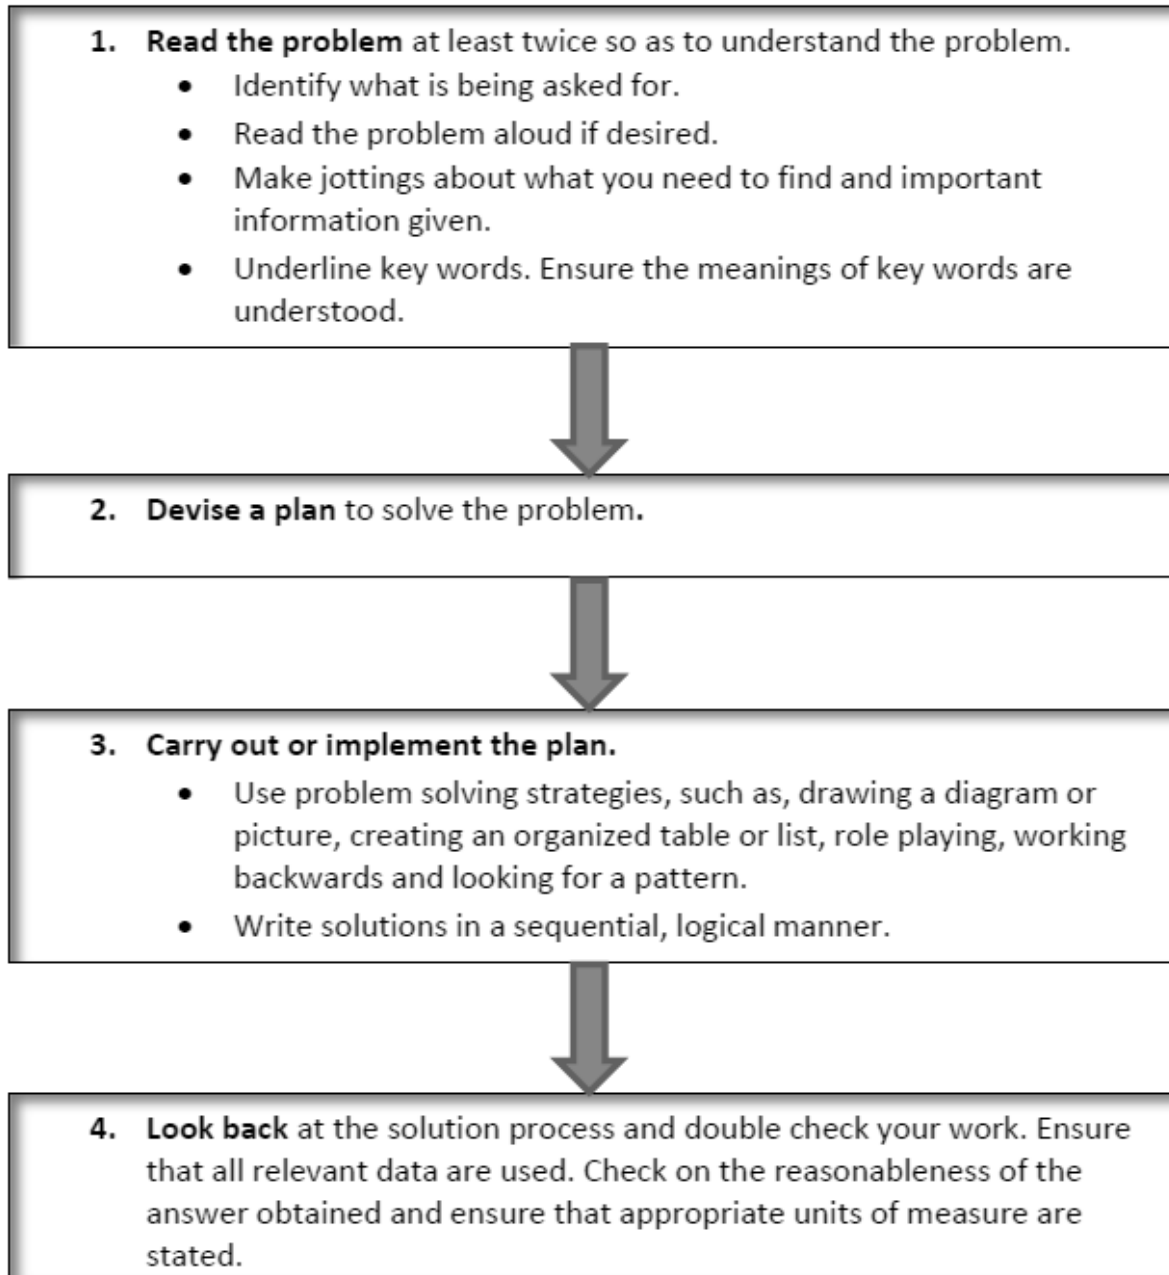 1. Read the problem at least twice so as to understand the problem.
• Identify what is being asked for.
• Read the problem aloud if desired.
• Make jottings about what you need to find and important
information given.
• Underline key words. Ensure the meanings of key words are
understood.
2. Devise a plan to solve the problem.
3. Carry out or implement the plan.
• Use problem solving strategies, such as, drawing a diagram or
picture, creating an organized table or list, role playing, working
backwards and looking for a pattern.
• Write solutions in a sequential, logical manner.
4. Look back at the solution process and double check your work. Ensure
that all relevant data are used. Check on the reasonableness of the
answer obtained and ensure that appropriate units of measure are
stated.